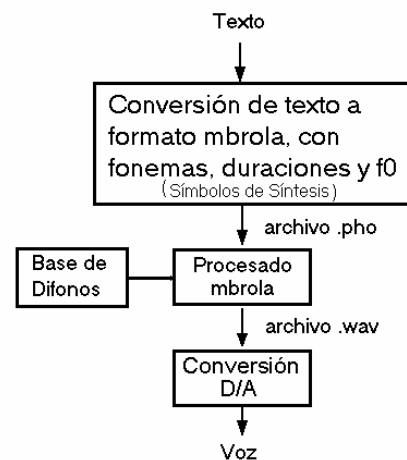 Texto
Conversión de texto a
formato mbrola, con
fonemas, duraciones y f0
(Símbolos de Síntesis)
archivo .pho
Base de
Difonos
Procesado
mbrola
archivo .wav
Conversión
D/A
Voz